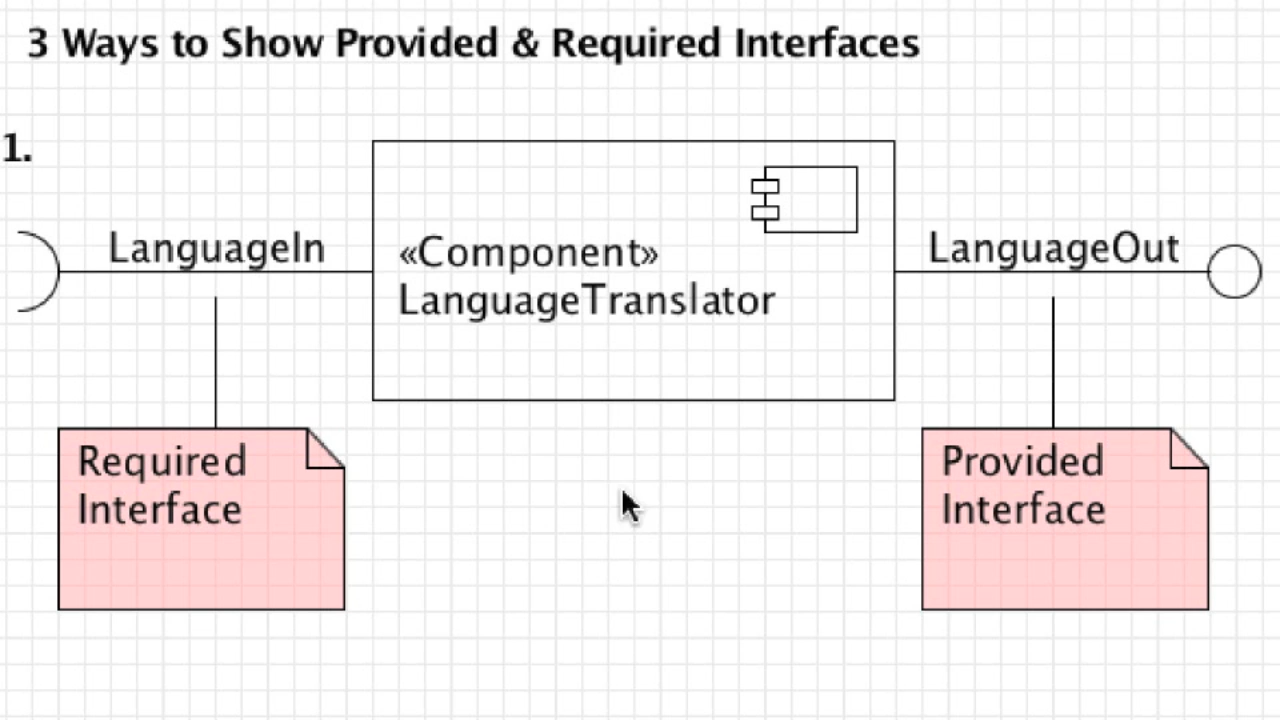 3 Ways to Show Provided & Required Interfaces
1.
LanguageIn
«Component»
LanguageTranslator
LanguageOut
Required
Interface
Provided
Interface